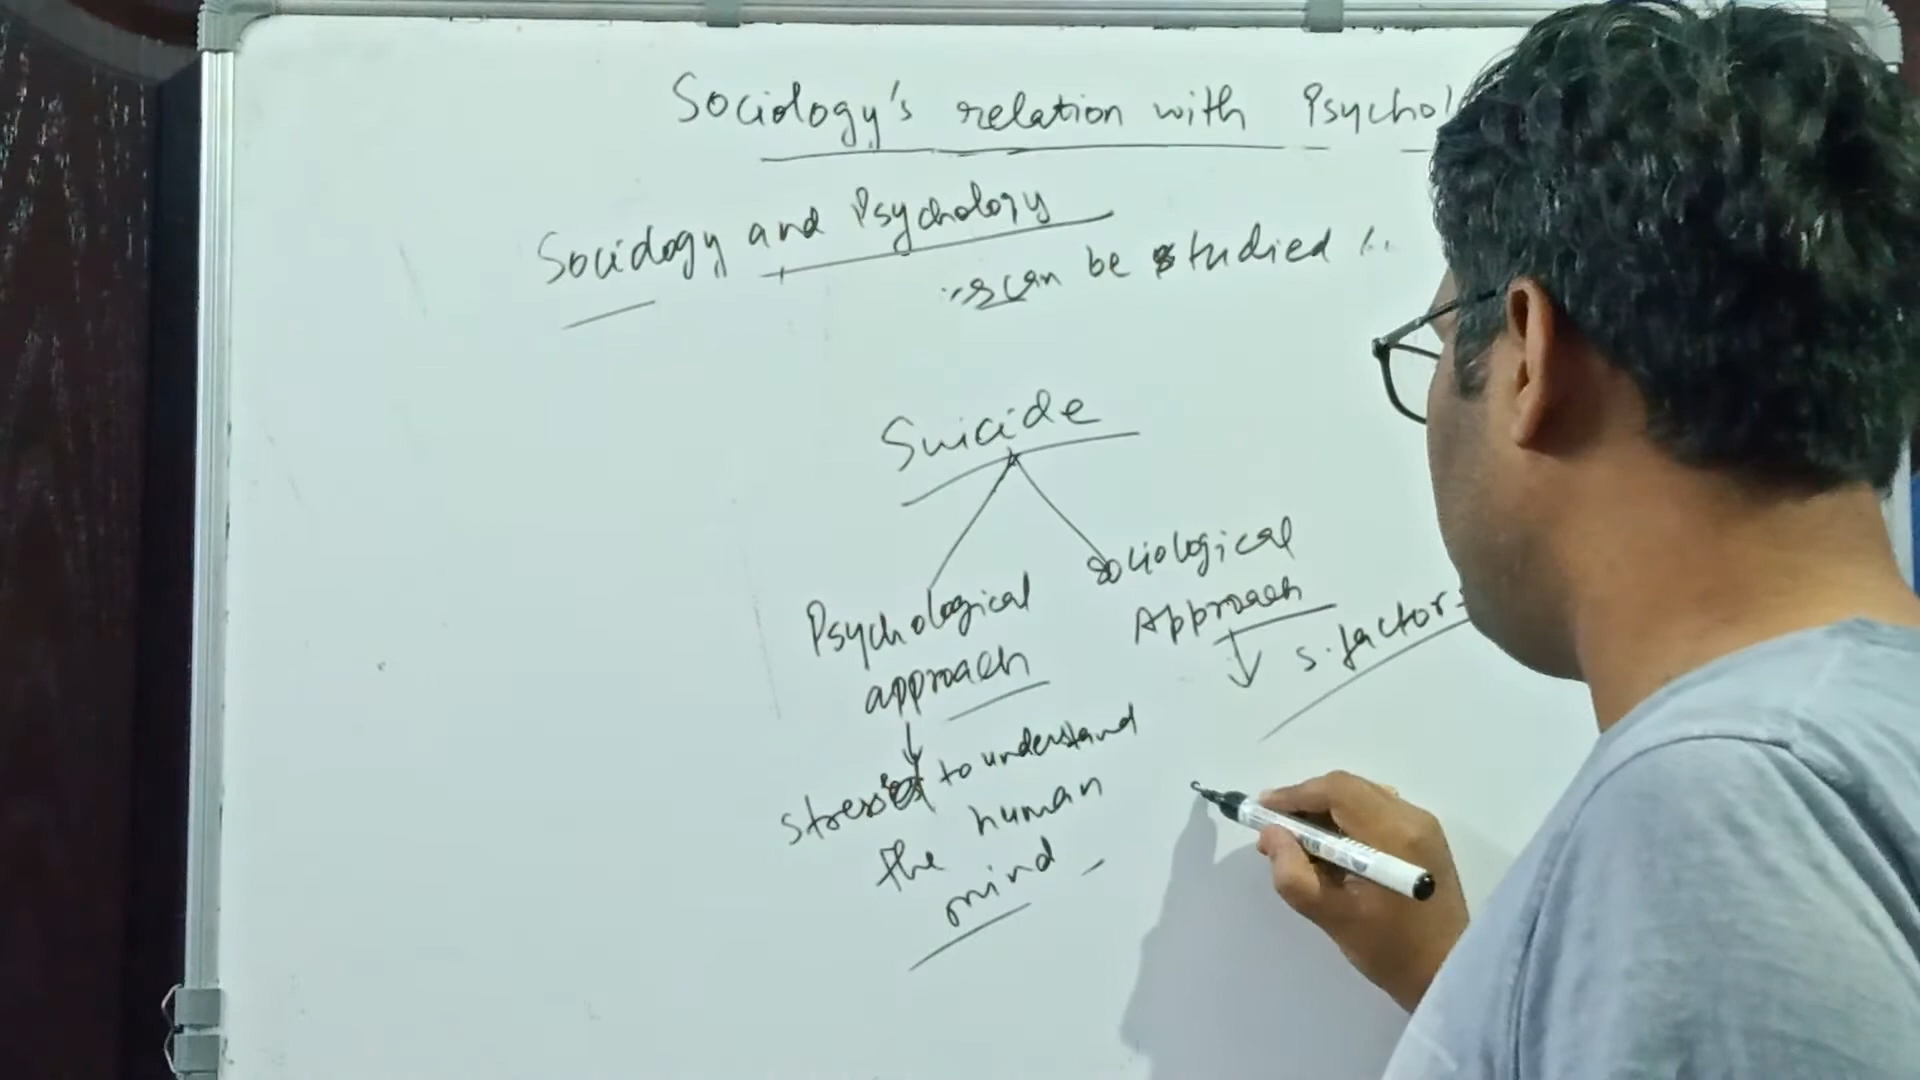 Sociology's relation with Psychol
Sociology and Psychology
can be studied
Suicide
Psychological
approach
to understand
the human
mind
sociological
Approach
s. factor